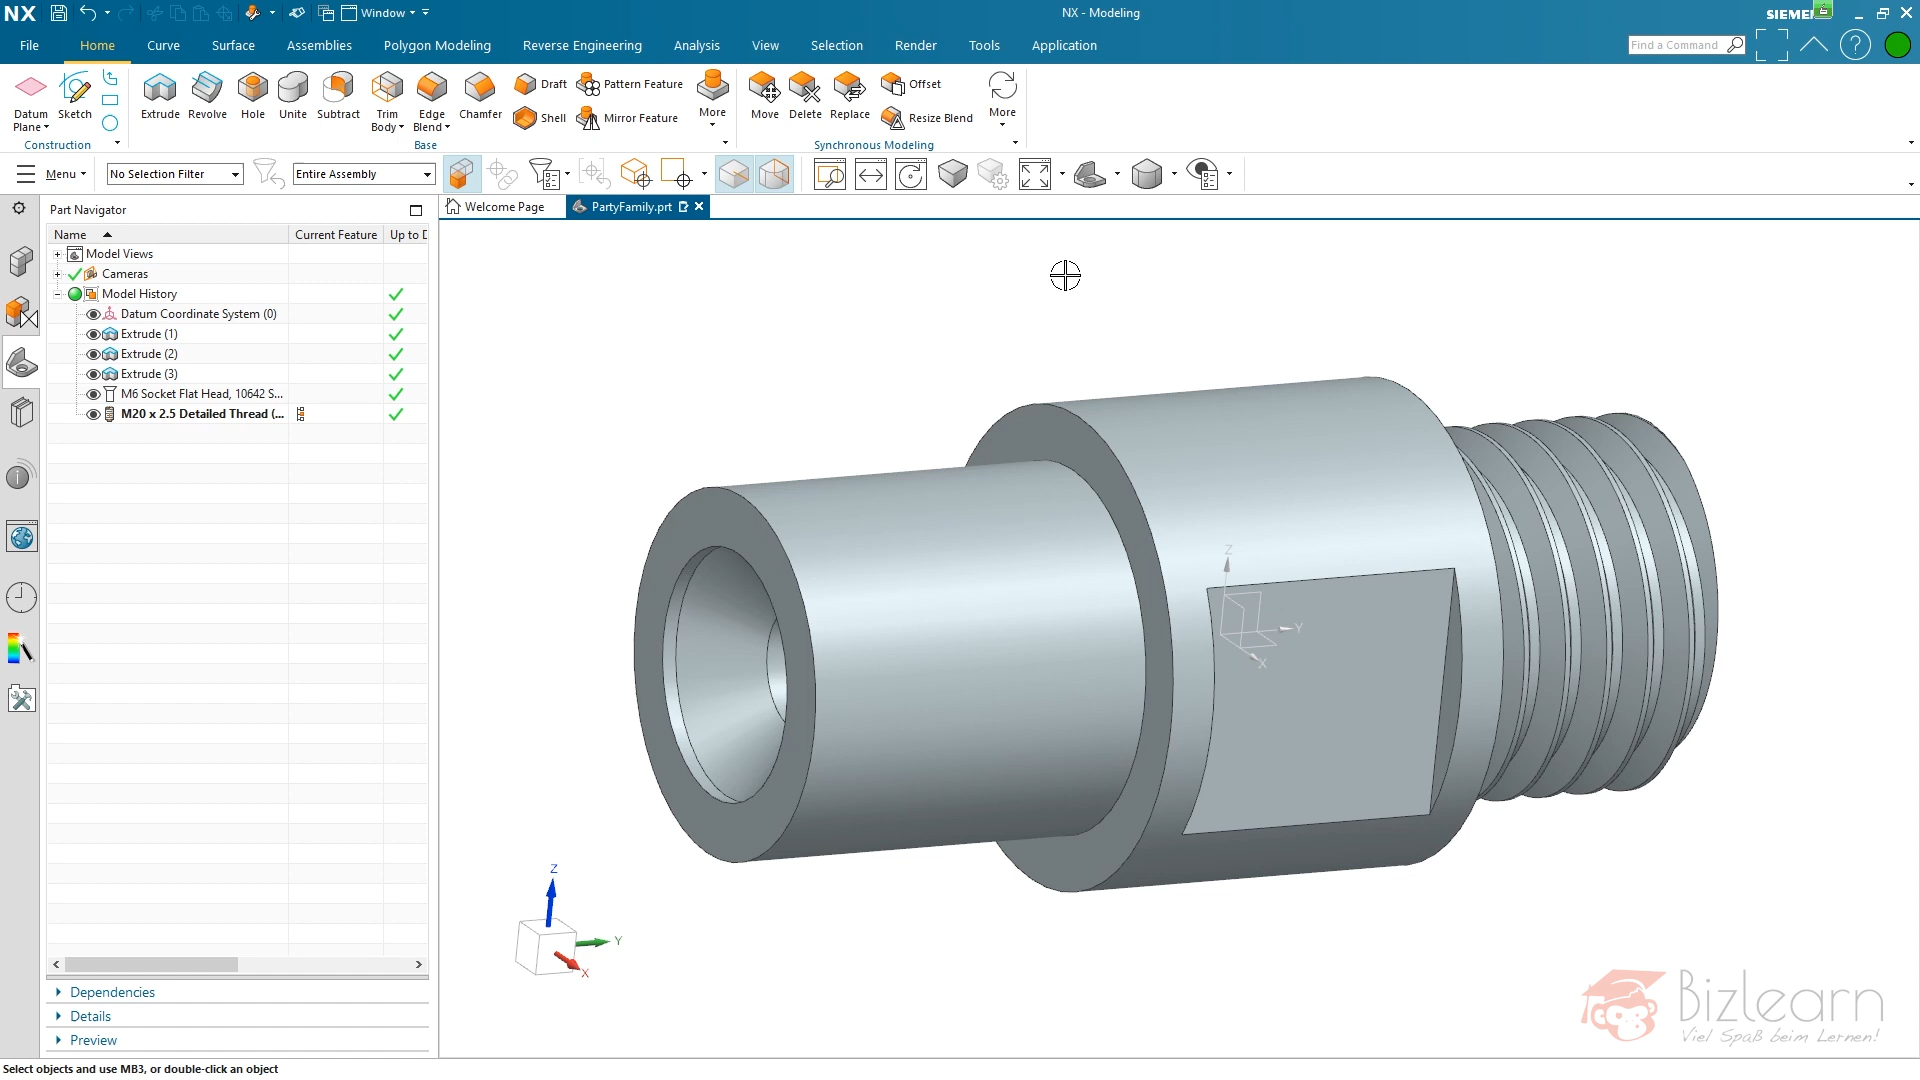 NX
Window
NX - Modeling
File
Home
Curve
Surface
Assemblies
Polygon Modeling
Reverse Engineering
Analysis
View
Selection
Render
Tools
Application
Find a Command
Datum Plane
Sketch
Extrude
Revolve
Hole
Unite
Subtract
Trim Body
Edge Blend
Chamfer
Draft
Shell
Pattern Feature
Mirror Feature
More
Move
Delete
Replace
Offset
Resize Blend
More
Construction
Base
Synchronous Modeling
Menu
No Selection Filter
Entire Assembly
Part Navigator
Welcome Page
PartyFamily.prt
Name
Current Feature
Up to D
Model Views
Cameras
Model History
Datum Coordinate System (0)
Extrude (1)
Extrude (2)
Extrude (3)
M6 Socket Flat Head, 10642 S...
M20 x 2.5 Detailed Thread (...
Z
Y
X
Z
Y
X
Dependencies
Details
Preview
Bizlearn
Viel Spaß beim Lernen!
Select objects and use MB3, or double-click an object